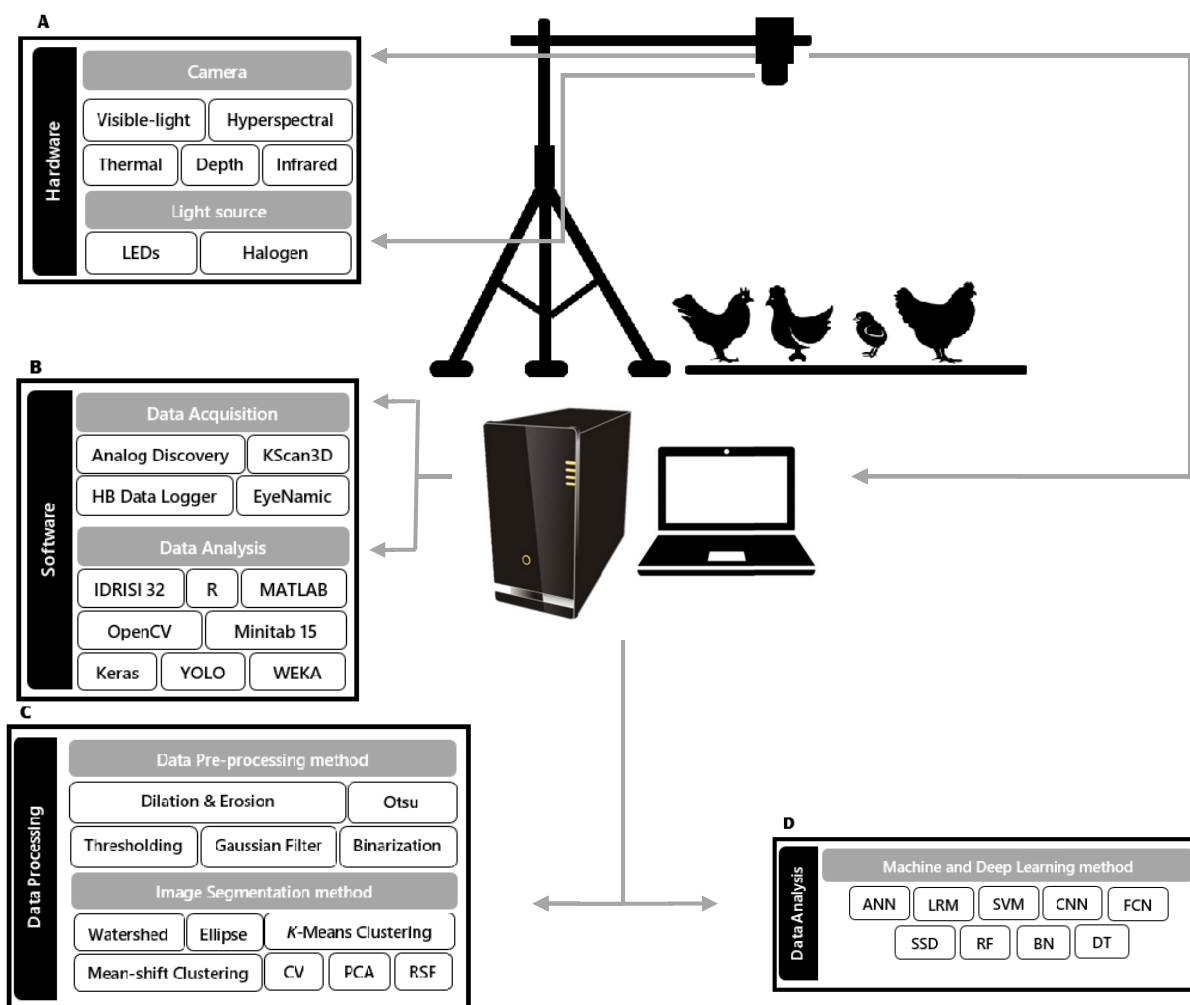 A
Hardware
Camera
Visible-light Hyperspectral
Thermal Depth Infrared
Light source
LEDs Halogen
B
Software
Data Acquisition
Analog Discovery KScan3D
HB Data Logger EyeNamic
Data Analysis
IDRISI 32 R MATLAB
OpenCV Minitab 15
Keras YOLO WEKA
C
Data Processing
Data Pre-processing method
Dilation & Erosion Otsu
Thresholding Gaussian Filter Binarization
Image Segmentation method
Watershed Ellipse K-Means Clustering
Mean-shift Clustering CV PCA RSF
D
Data Analysis
Machine and Deep Learning method
ANN LRM SVM CNN FCN
SSD RF BN DT